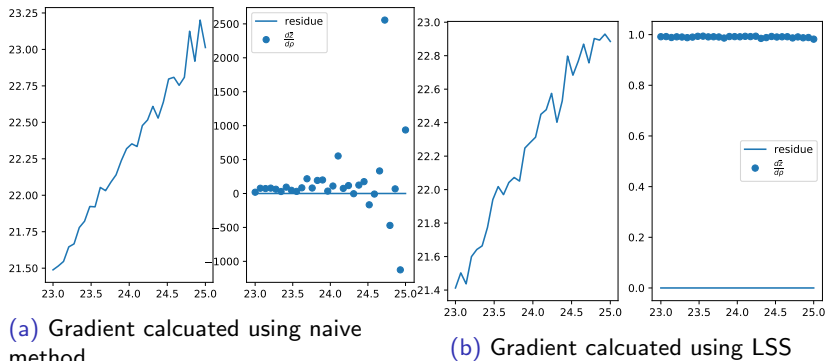 23.25
23.00
22.75
22.50
22.25
22.00
21.75
21.50
23.0 23.5 24.0 24.5 25.0
2500
2000
1500
1000
500
0
−500
−1000
residue
dz̄
dρ
23.0 23.5 24.0 24.5 25.0
(a) Gradient calcuated using naive
method
23.0
22.8
22.6
22.4
22.2
22.0
21.8
21.6
21.4
23.0 23.5 24.0 24.5 25.0
1.0
0.8
0.6
0.4
0.2
0.0
residue
dz̄
dρ
23.0 23.5 24.0 24.5 25.0
(b) Gradient calcuated using LSS